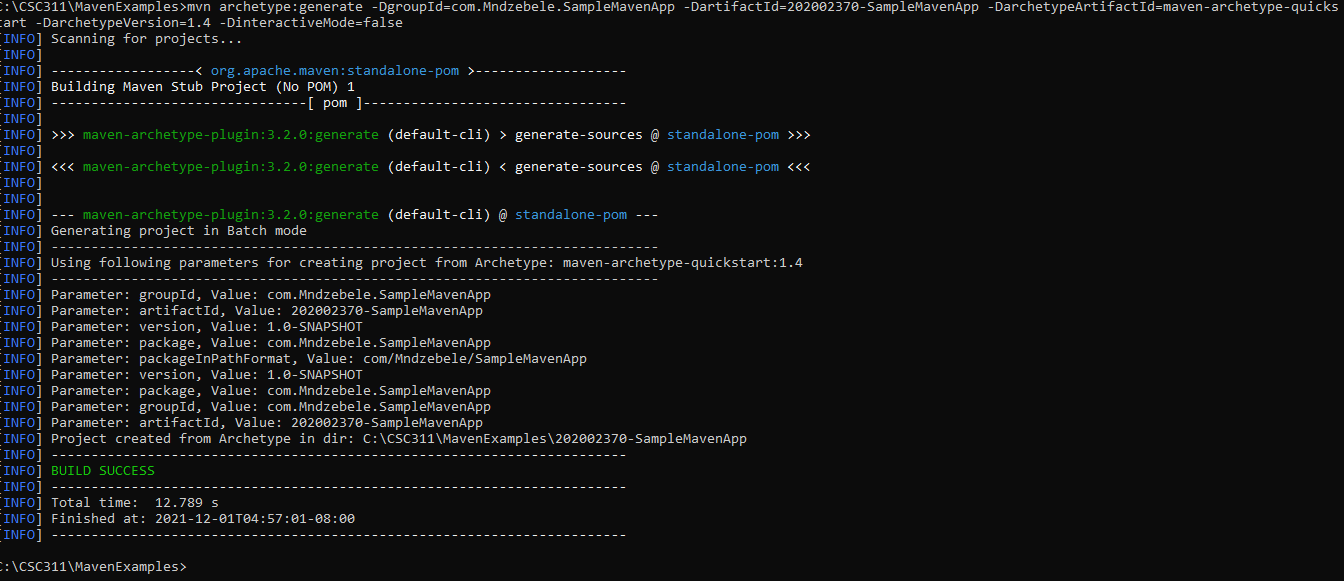 C:\CSC311\MavenExamples>mvn archetype:generate -DgroupId=com.Mndzebele.SampleMavenApp -DartifactId=202002370-SampleMavenApp -DarchetypeArtifactId=maven-archetype-quicks
tart -DarchetypeVersion=1.4 -DinteractiveMode=false
[INFO] Scanning for projects...
[INFO]
[INFO] ------------------< org.apache.maven:standalone-pom >-------------------
[INFO] Building Maven Stub Project (No POM) 1
[INFO] --------------------------------[ pom ]---------------------------------
[INFO]
[INFO] >>> maven-archetype-plugin:3.2.0:generate (default-cli) > generate-sources @ standalone-pom >>>
[INFO]
[INFO] <<< maven-archetype-plugin:3.2.0:generate (default-cli) < generate-sources @ standalone-pom <<<
[INFO]
[INFO]
[INFO] --- maven-archetype-plugin:3.2.0:generate (default-cli) @ standalone-pom ---
[INFO] Generating project in Batch mode
[INFO] ----------------------------------------------------------------------------
[INFO] Using following parameters for creating project from Archetype: maven-archetype-quickstart:1.4
[INFO] ----------------------------------------------------------------------------
[INFO] Parameter: groupId, Value: com.Mndzebele.SampleMavenApp
[INFO] Parameter: artifactId, Value: 202002370-SampleMavenApp
[INFO] Parameter: version, Value: 1.0-SNAPSHOT
[INFO] Parameter: package, Value: com.Mndzebele.SampleMavenApp
[INFO] Parameter: packageInPathFormat, Value: com/Mndzebele/SampleMavenApp
[INFO] Parameter: version, Value: 1.0-SNAPSHOT
[INFO] Parameter: package, Value: com.Mndzebele.SampleMavenApp
[INFO] Parameter: groupId, Value: com.Mndzebele.SampleMavenApp
[INFO] Parameter: artifactId, Value: 202002370-SampleMavenApp
[INFO] Project created from Archetype in dir: C:\CSC311\MavenExamples\202002370-SampleMavenApp
[INFO] ------------------------------------------------------------------------
[INFO] BUILD SUCCESS
[INFO] ------------------------------------------------------------------------
[INFO] Total time:  12.789 s
[INFO] Finished at: 2021-12-01T04:57:01-08:00
[INFO] ------------------------------------------------------------------------
C:\CSC311\MavenExamples>